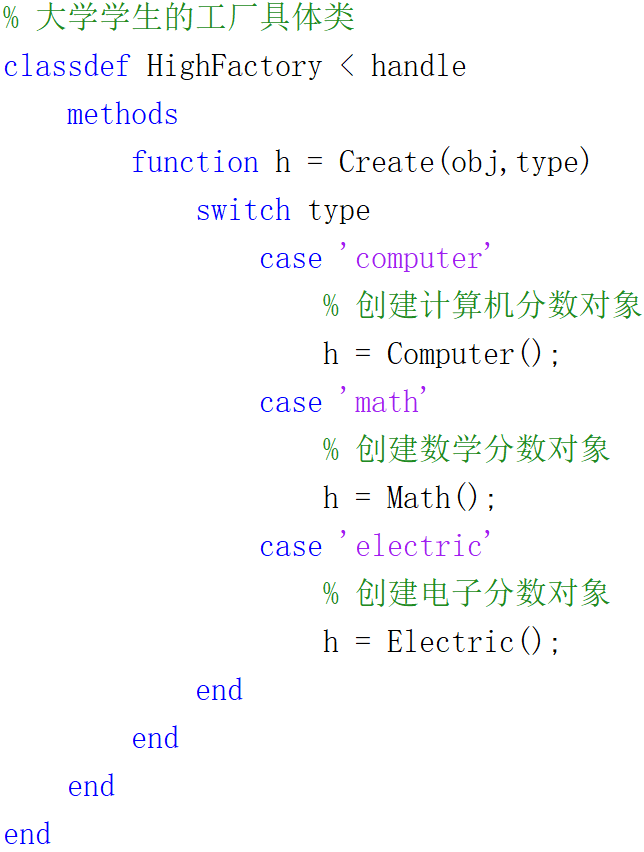 % 大学学生的工厂具体类
classdef HighFactory < handle
    methods
        function h = Create(obj,type)
            switch type
                case 'computer'
                    % 创建计算机分数对象
                    h = Computer();
                case 'math'
                    % 创建数学分数对象
                    h = Math();
                case 'electric'
                    % 创建电子分数对象
                    h = Electric();
            end
        end
    end
end